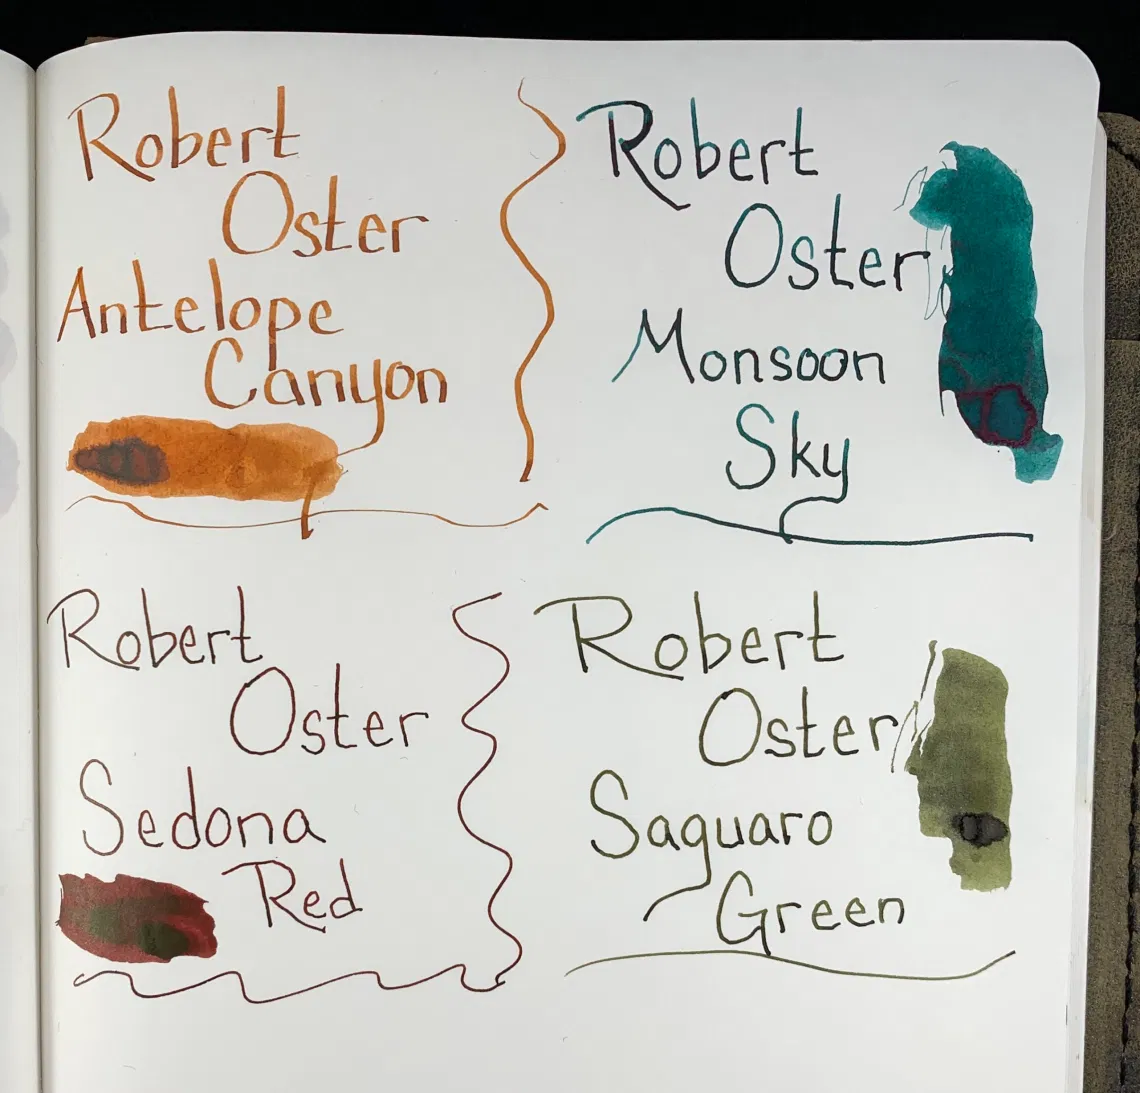 Robert
Oster
Antelope
Canyon
Robert
Oster
Monsoon
Sky
Robert
Oster
Sedona
Red
Robert
Oster
Saguaro
Green